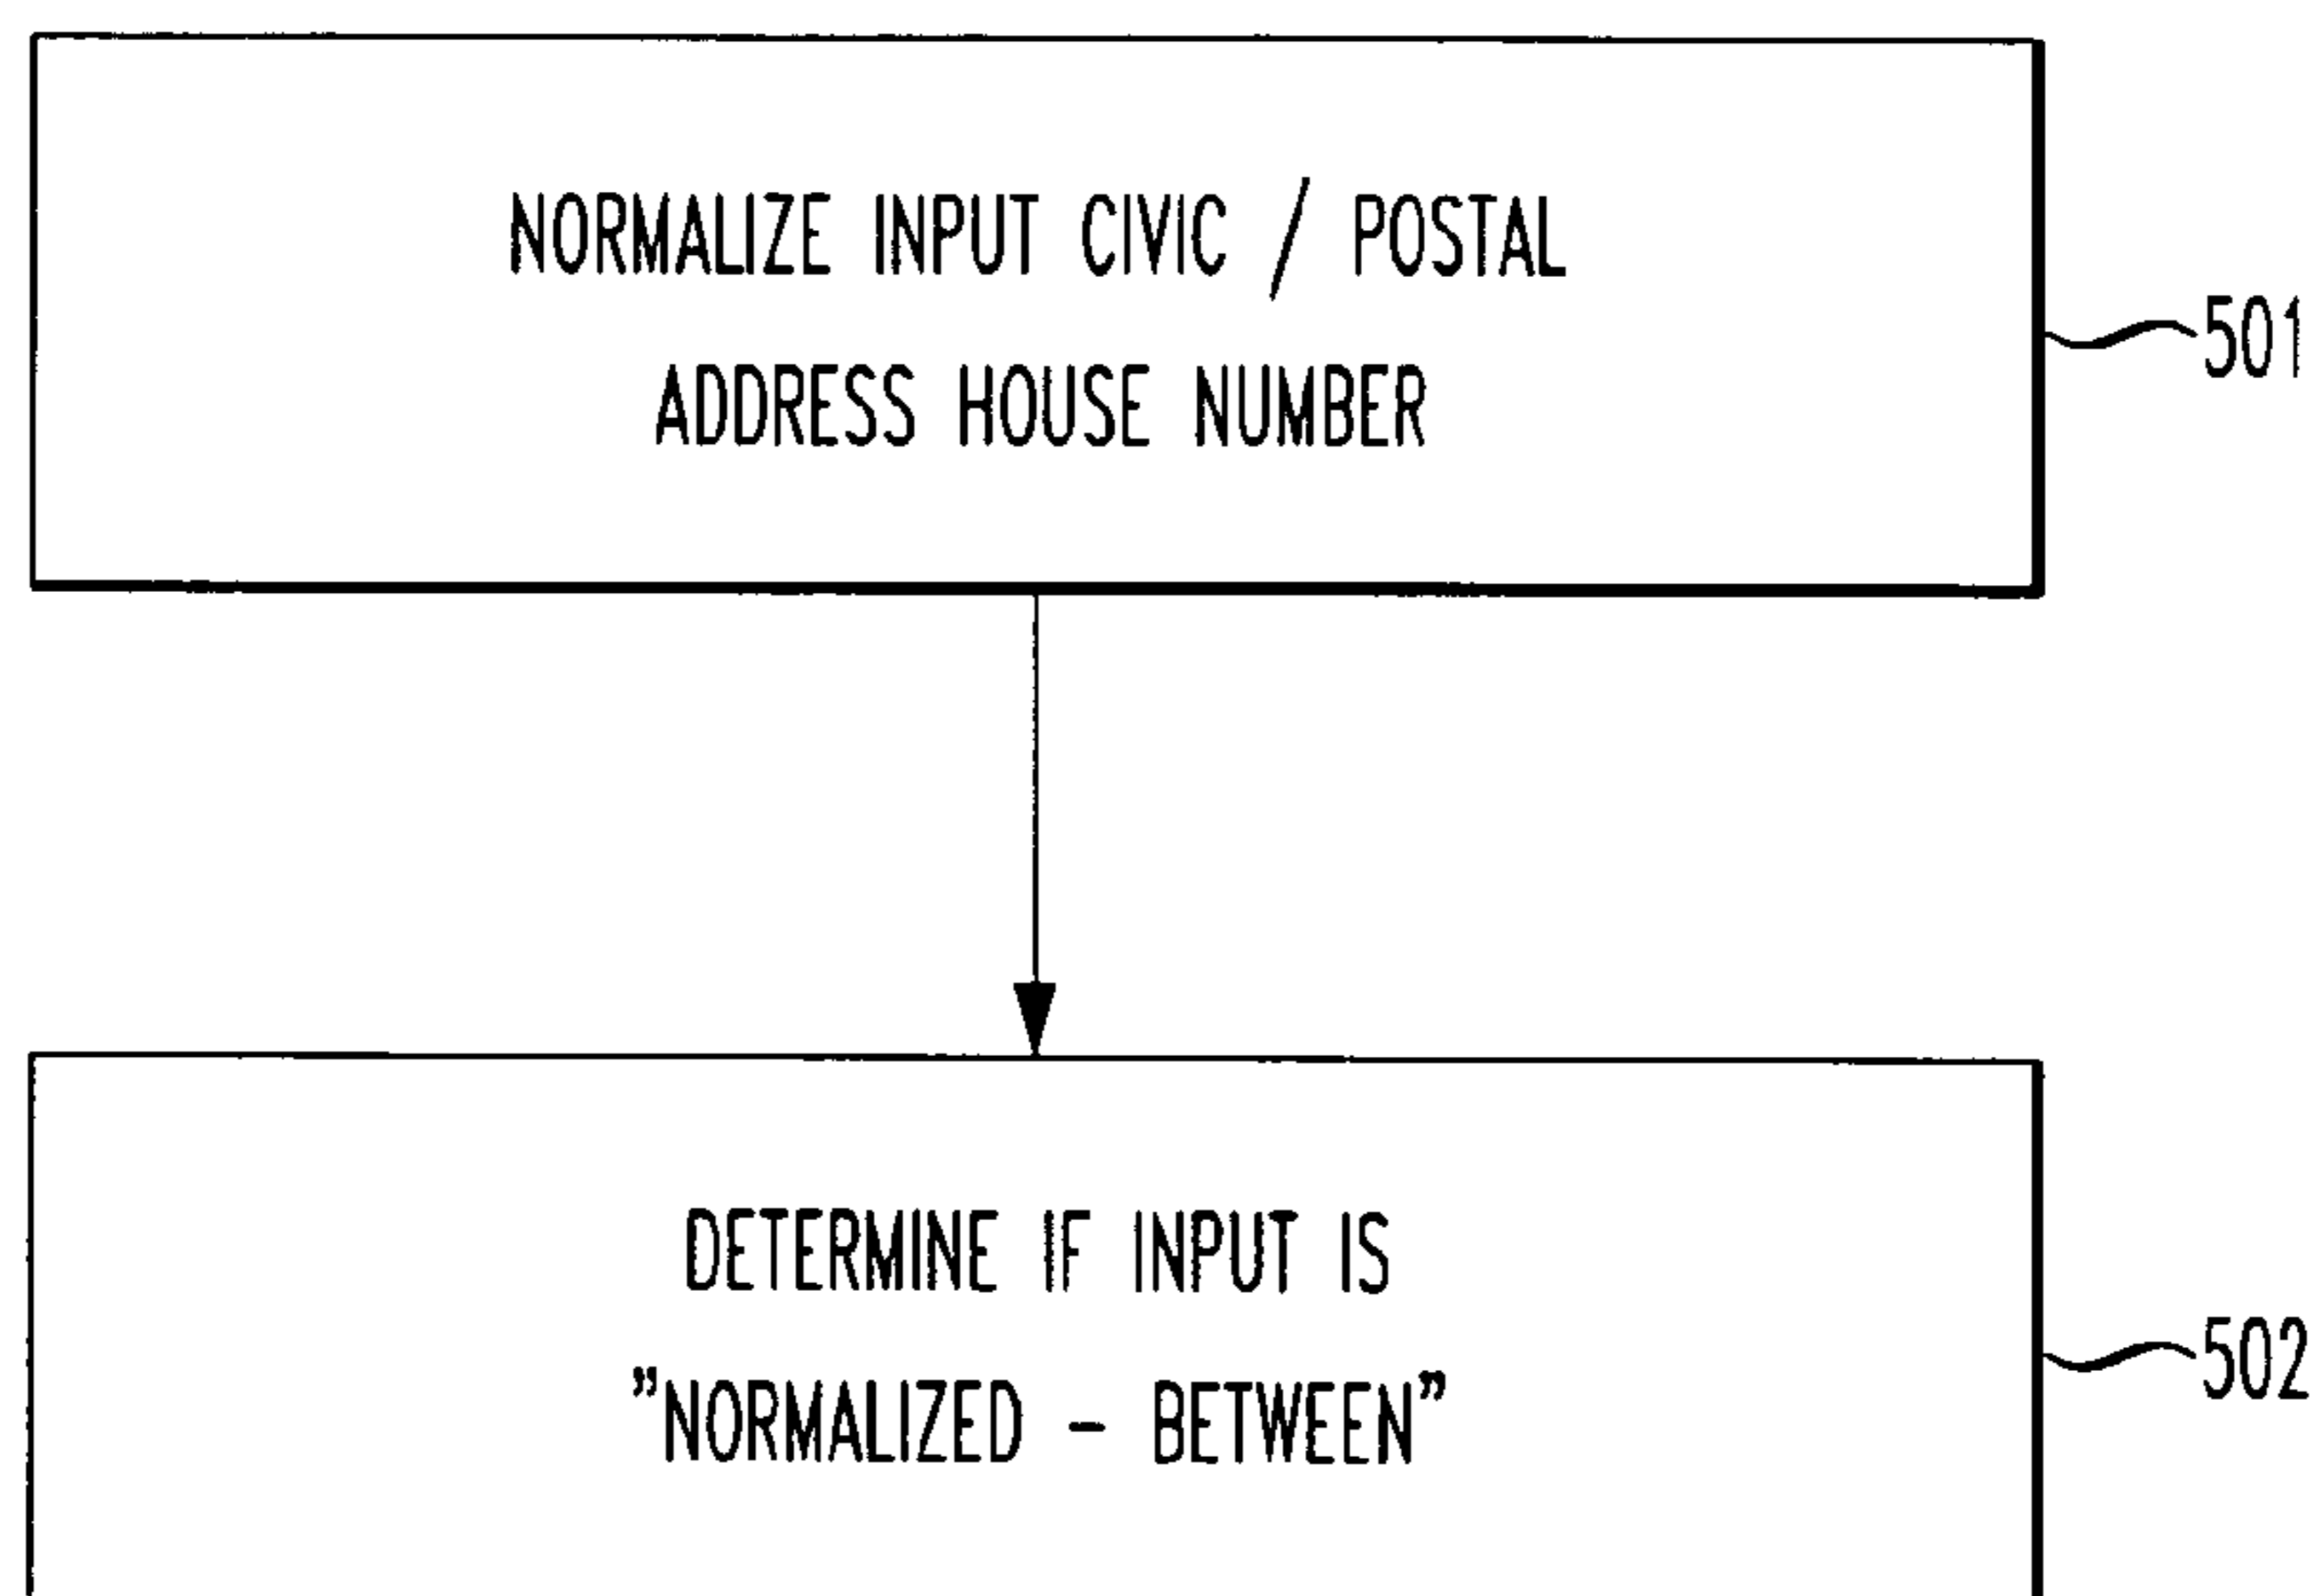 NORMALIZE INPUT CIVIC / POSTAL
ADDRESS HOUSE NUMBER
501
DETERMINE IF INPUT IS
”NORMALIZED - BETWEEN”
502